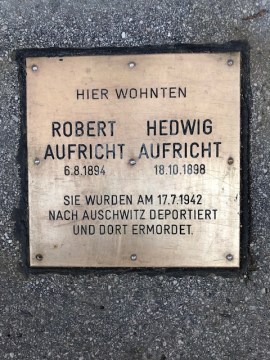 HIER WOHNTEN
ROBERT HEDWIG
AUFRICHT AUFRICHT
6.8.1894 18.10.1898
SIE WURDEN AM 17.7.1942
NACH AUSCHWITZ DEPORTIERT
UND DORT ERMORDET.